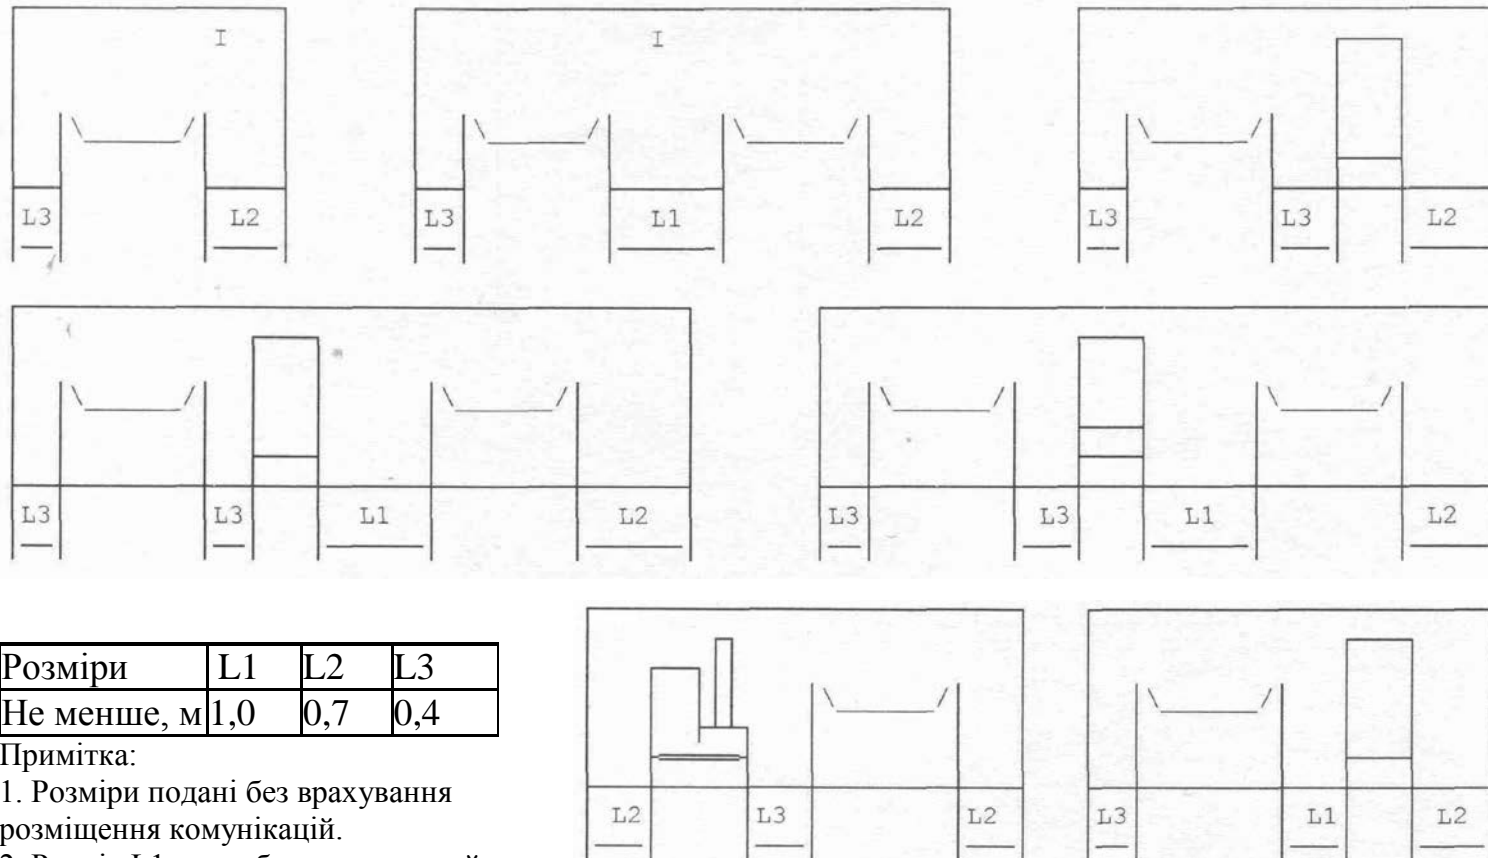 I I
L3 L2 L3 L1 L2 L3 L3 L2
L3 L3 L1 L2 L3 L3 L1 L2
Розміри L1 L2 L3
Не менше, м 1,0 0,7 0,4
Примітка:
1. Розміри подані без врахування
розміщення комунікацій.
L2 L3 L2 L3 L1 L2